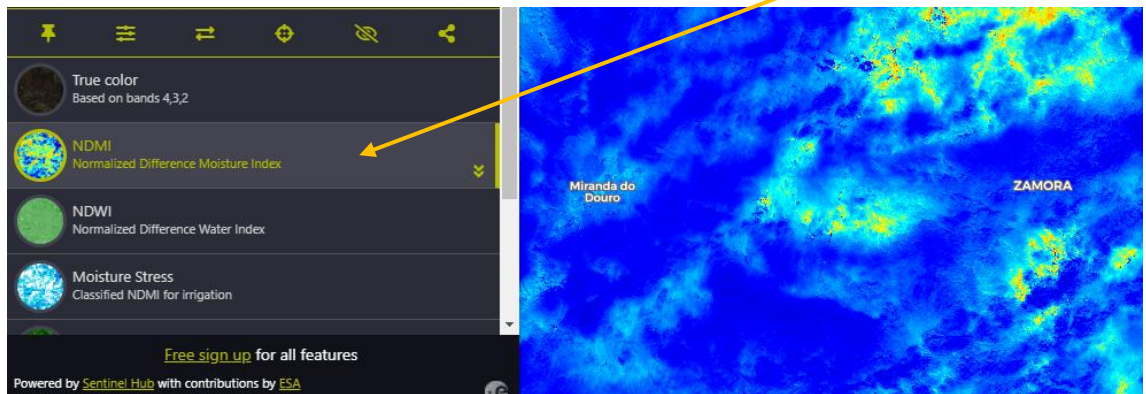 True color
Based on bands 4,3,2
NDMI
Normalized Difference Moisture Index
NDWI
Normalized Difference Water Index
Moisture Stress
Classified NDMI for irrigation
Free sign up for all features
Powered by Sentinel Hub with contributions by ESA
Miranda do
Douro
ZAMORA